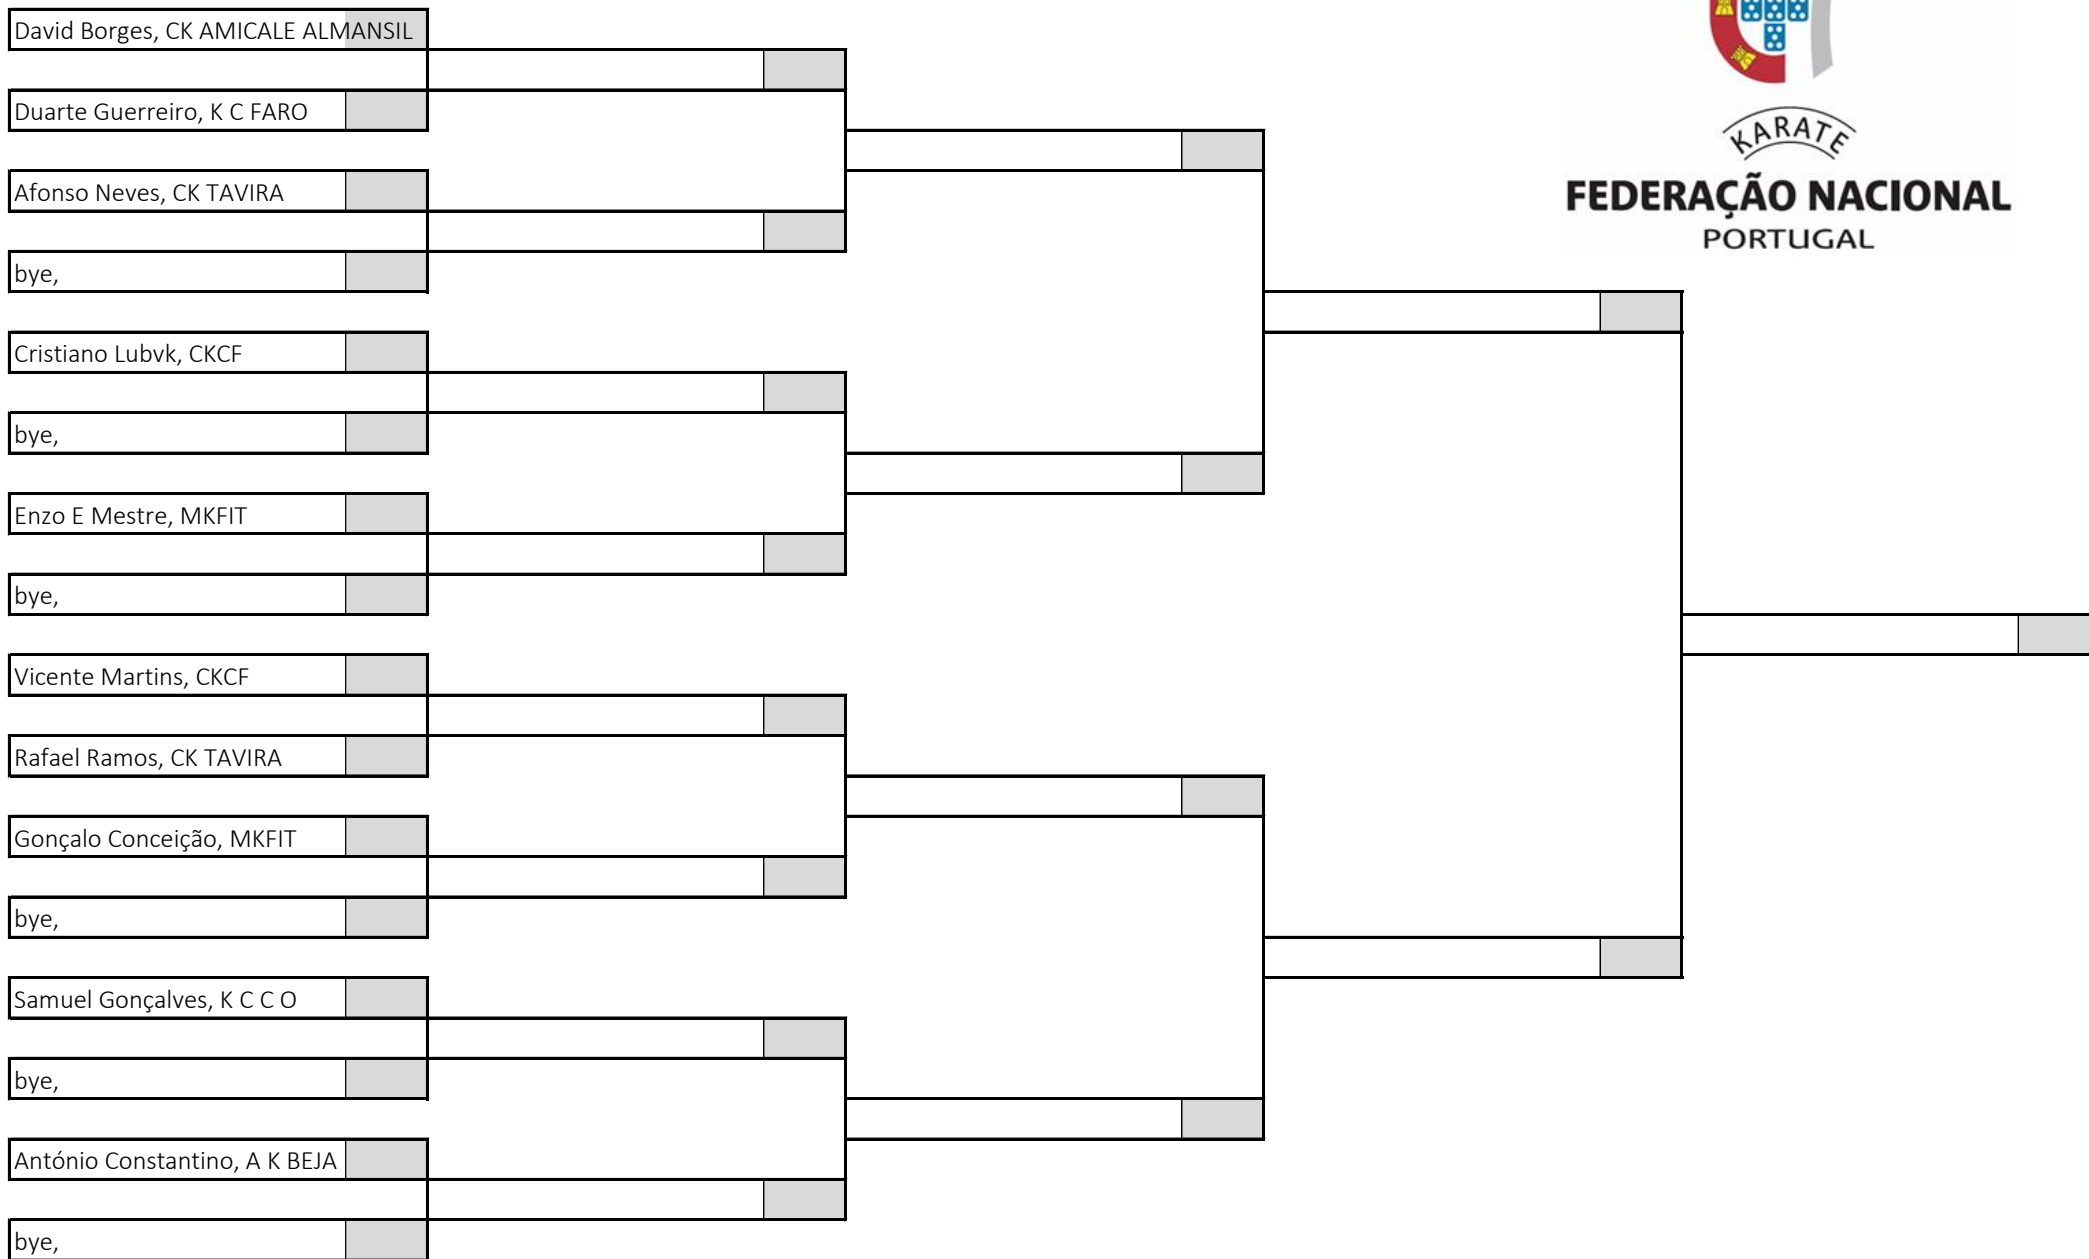 David Borges, CK AMICALE ALMANSIL
Duarte Guerreiro, K C FARO
Afonso Neves, CK TAVIRA
bye,
Cristiano Lubvk, CKCF
bye,
Enzo E Mestre, MKFIT
bye,
Vicente Martins, CKCF
Rafael Ramos, CK TAVIRA
Gonçalo Conceição, MKFIT
bye,
Samuel Gonçalves, K C C O
bye,
António Constantino, A K BEJA
bye,
KARATE
FEDERAÇÃO NACIONAL
PORTUGAL